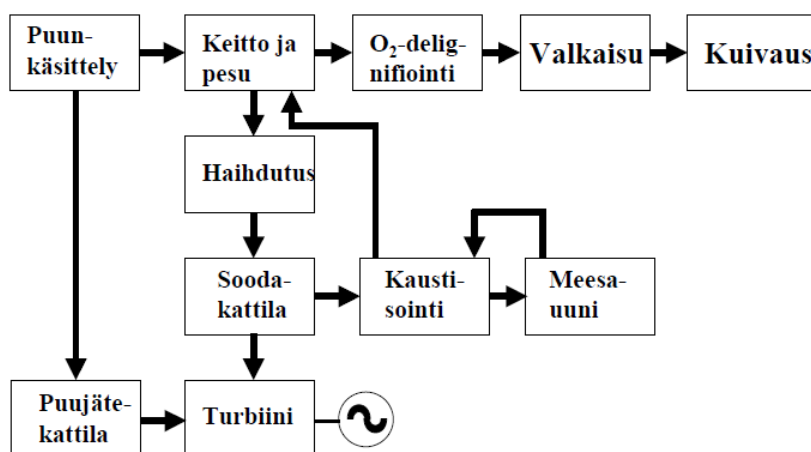 Puun-
käsittely
Keitto ja
pesu
O₂-delig-
nifiointi
Valkaisu
Kuivaus
Haihdutus
Sooda-
kattila
Kausti-
sointi
Meesa-
uuni
Puujäte-
kattila
Turbiini